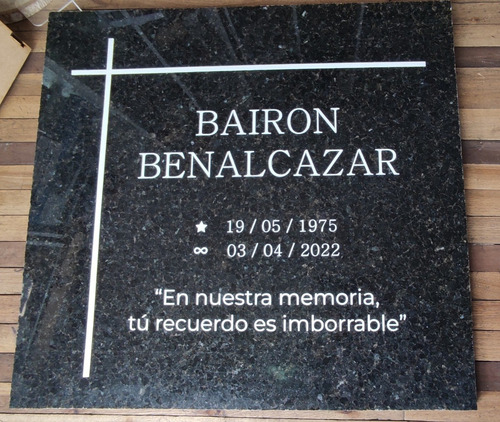 BAIRON
BENALCAZAR
★ 19 / 05 / 1975
∞ 03 / 04 / 2022
“En nuestra memoria,
tú recuerdo es imborrable”